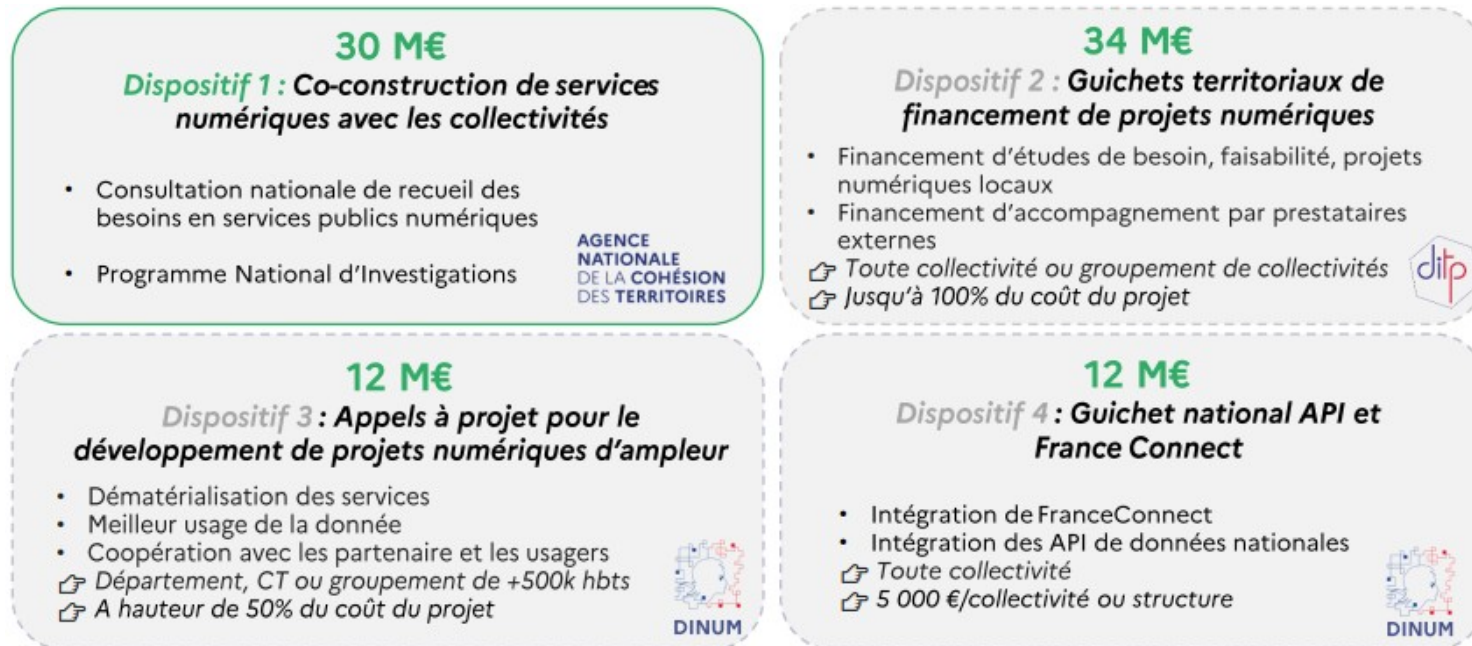 30 M€
Dispositif 1 : Co-construction de services
numériques avec les collectivités
• Consultation nationale de recueil des
besoins en services publics numériques
• Programme National d'Investigations
AGENCE
NATIONALE
DE LA COHÉSION
DES TERRITOIRES
34 M€
Dispositif 2 : Guichets territoriaux de
financement de projets numériques
• Financement d'études de besoin, faisabilité, projets
numériques locaux
• Financement d'accompagnement par prestataires
externes
Toute collectivité ou groupement de collectivités
Jusqu'à 100% du coût du projet
ditp
12 M€
Dispositif 3 : Appels à projet pour le
développement de projets numériques d'ampleur
• Dématérialisation des services
• Meilleur usage de la donnée
• Coopération avec les partenaire et les usagers
Département, CT ou groupement de +500k hbts
A hauteur de 50% du coût du projet
DINUM
12 M€
Dispositif 4 : Guichet national API et
France Connect
• Intégration de FranceConnect
• Intégration des API de données nationales
Toute collectivité
5 000 €/collectivité ou structure
DINUM